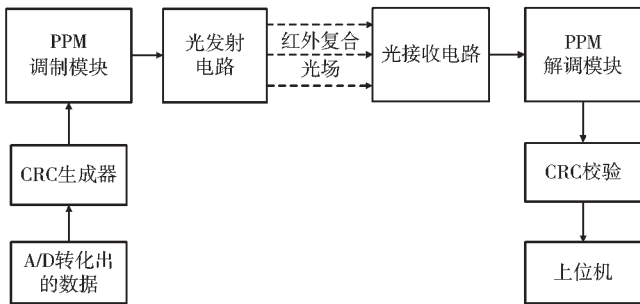 PPM
调制模块
光发射
电路
红外复合
光场
光接收电路
PPM
解调模块
CRC生成器
CRC校验
A/D转化出
的数据
上位机